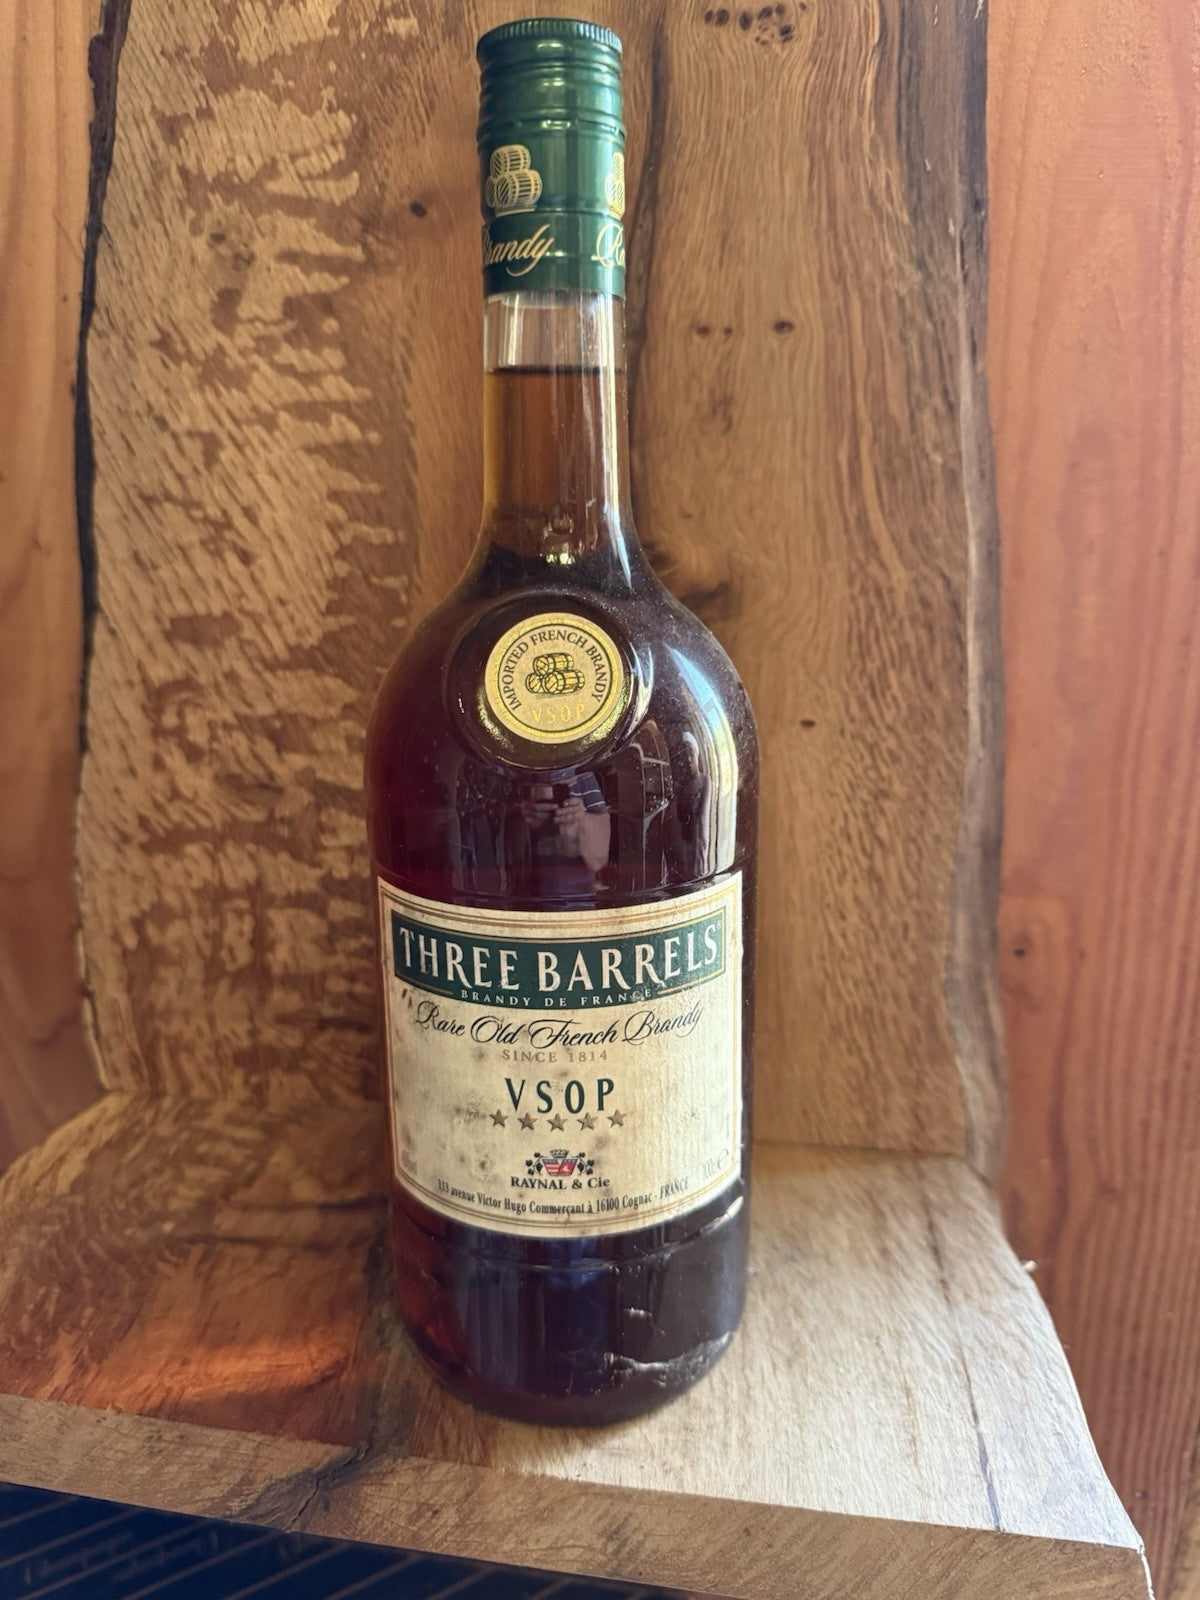 Brandy
IMPORTED FRENCH BRANDY
VSOP
THREE BARRELS
BRANDY DE FRANCE
Rare Old French Brandy
SINCE 1814
VSOP
RAYNAL & Cie
113 avenue Victor Hugo Commerçant à 16100 Cognac - FRANCE